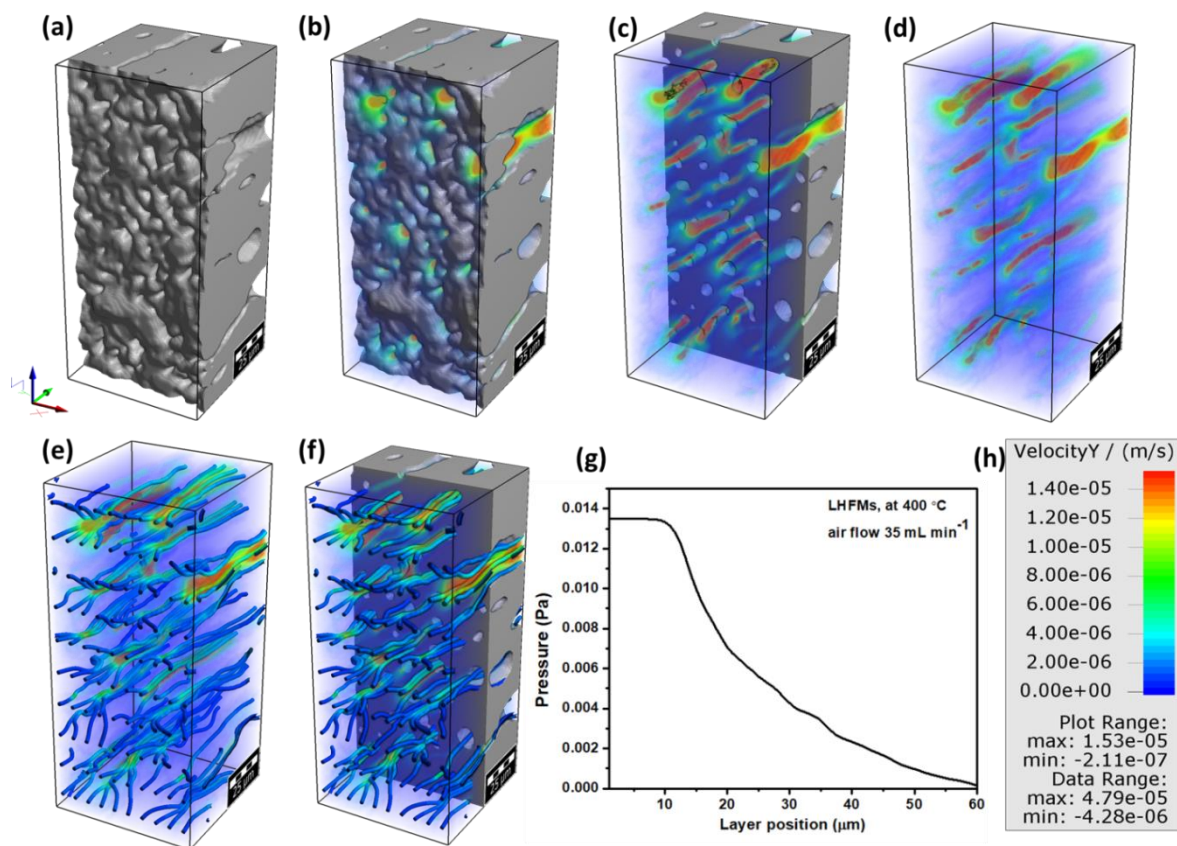 (a)
(b)
(c)
(d)
25 µm
25 µm
25 µm
25 µm
X
(e)
(f)
(g)
(h)
25 µm
25 µm
LHFMs, at 400 °C
air flow 35 mL min-1
Pressure (Pa)
0.014
0.012
0.010
0.008
0.006
0.004
0.002
0.000
10 20 30 40 50 60
Layer position (µm)
VelocityY / (m/s)
1.40e-05
1.20e-05
1.00e-05
8.00e-06
6.00e-06
4.00e-06
2.00e-06
0.00e+00
Plot Range:
max: 1.53e-05
min: -2.11e-07
Data Range:
max: 4.79e-05
min: -4.28e-06